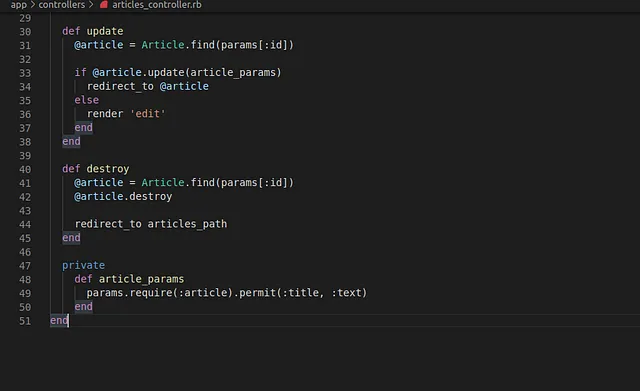 app > controllers > articles_controller.rb
29
30 def update
31 @article = Article.find(params[:id])
32
33 if @article.update(article_params)
34 redirect_to @article
35 else
36 render 'edit'
37 end
38 end
39
40 def destroy
41 @article = Article.find(params[:id])
42 @article.destroy
43
44 redirect_to articles_path
45 end
46
47 private
48 def article_params
49 params.require(:article).permit(:title, :text)
50 end
51 end